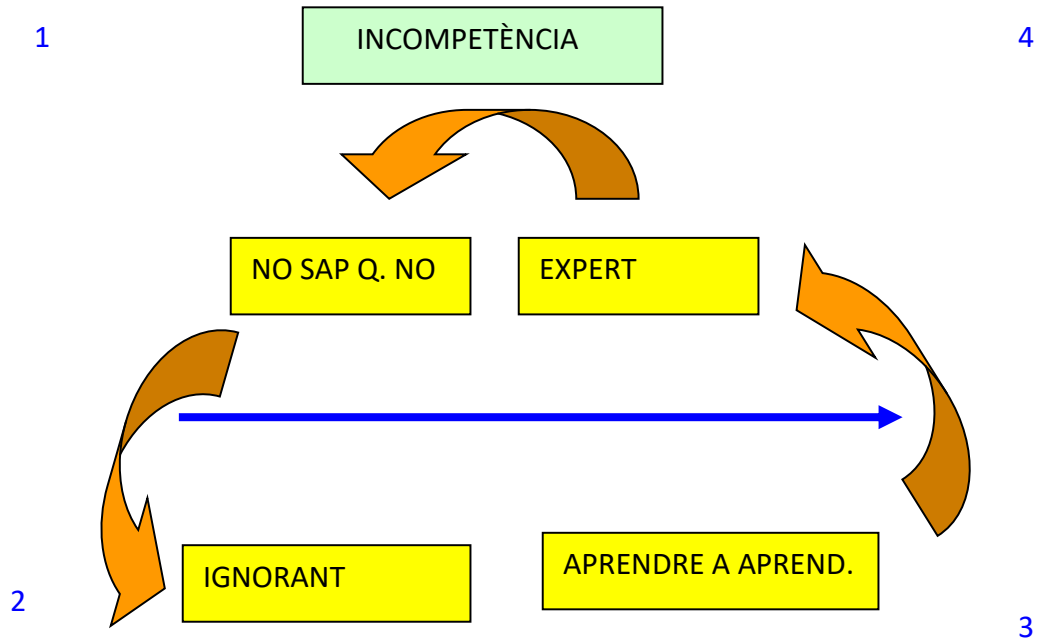 1
INCOMPETÈNCIA
4
NO SAP Q. NO
EXPERT
IGNORANT
APRENDRE A APREND.
2
3